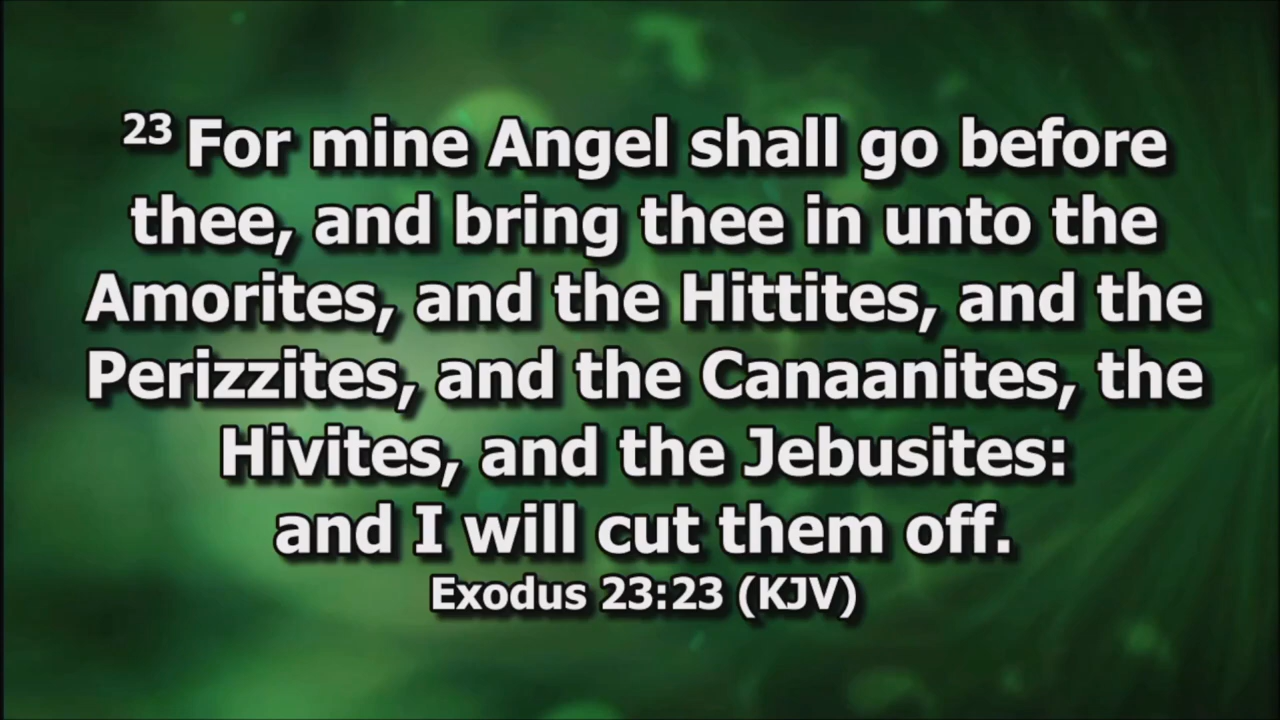 23 For mine Angel shall go before
thee, and bring thee in unto the
Amorites, and the Hittites, and the
Perizzites, and the Canaanites, the
Hivites, and the Jebusites:
and I will cut them off.
Exodus 23:23 (KJV)